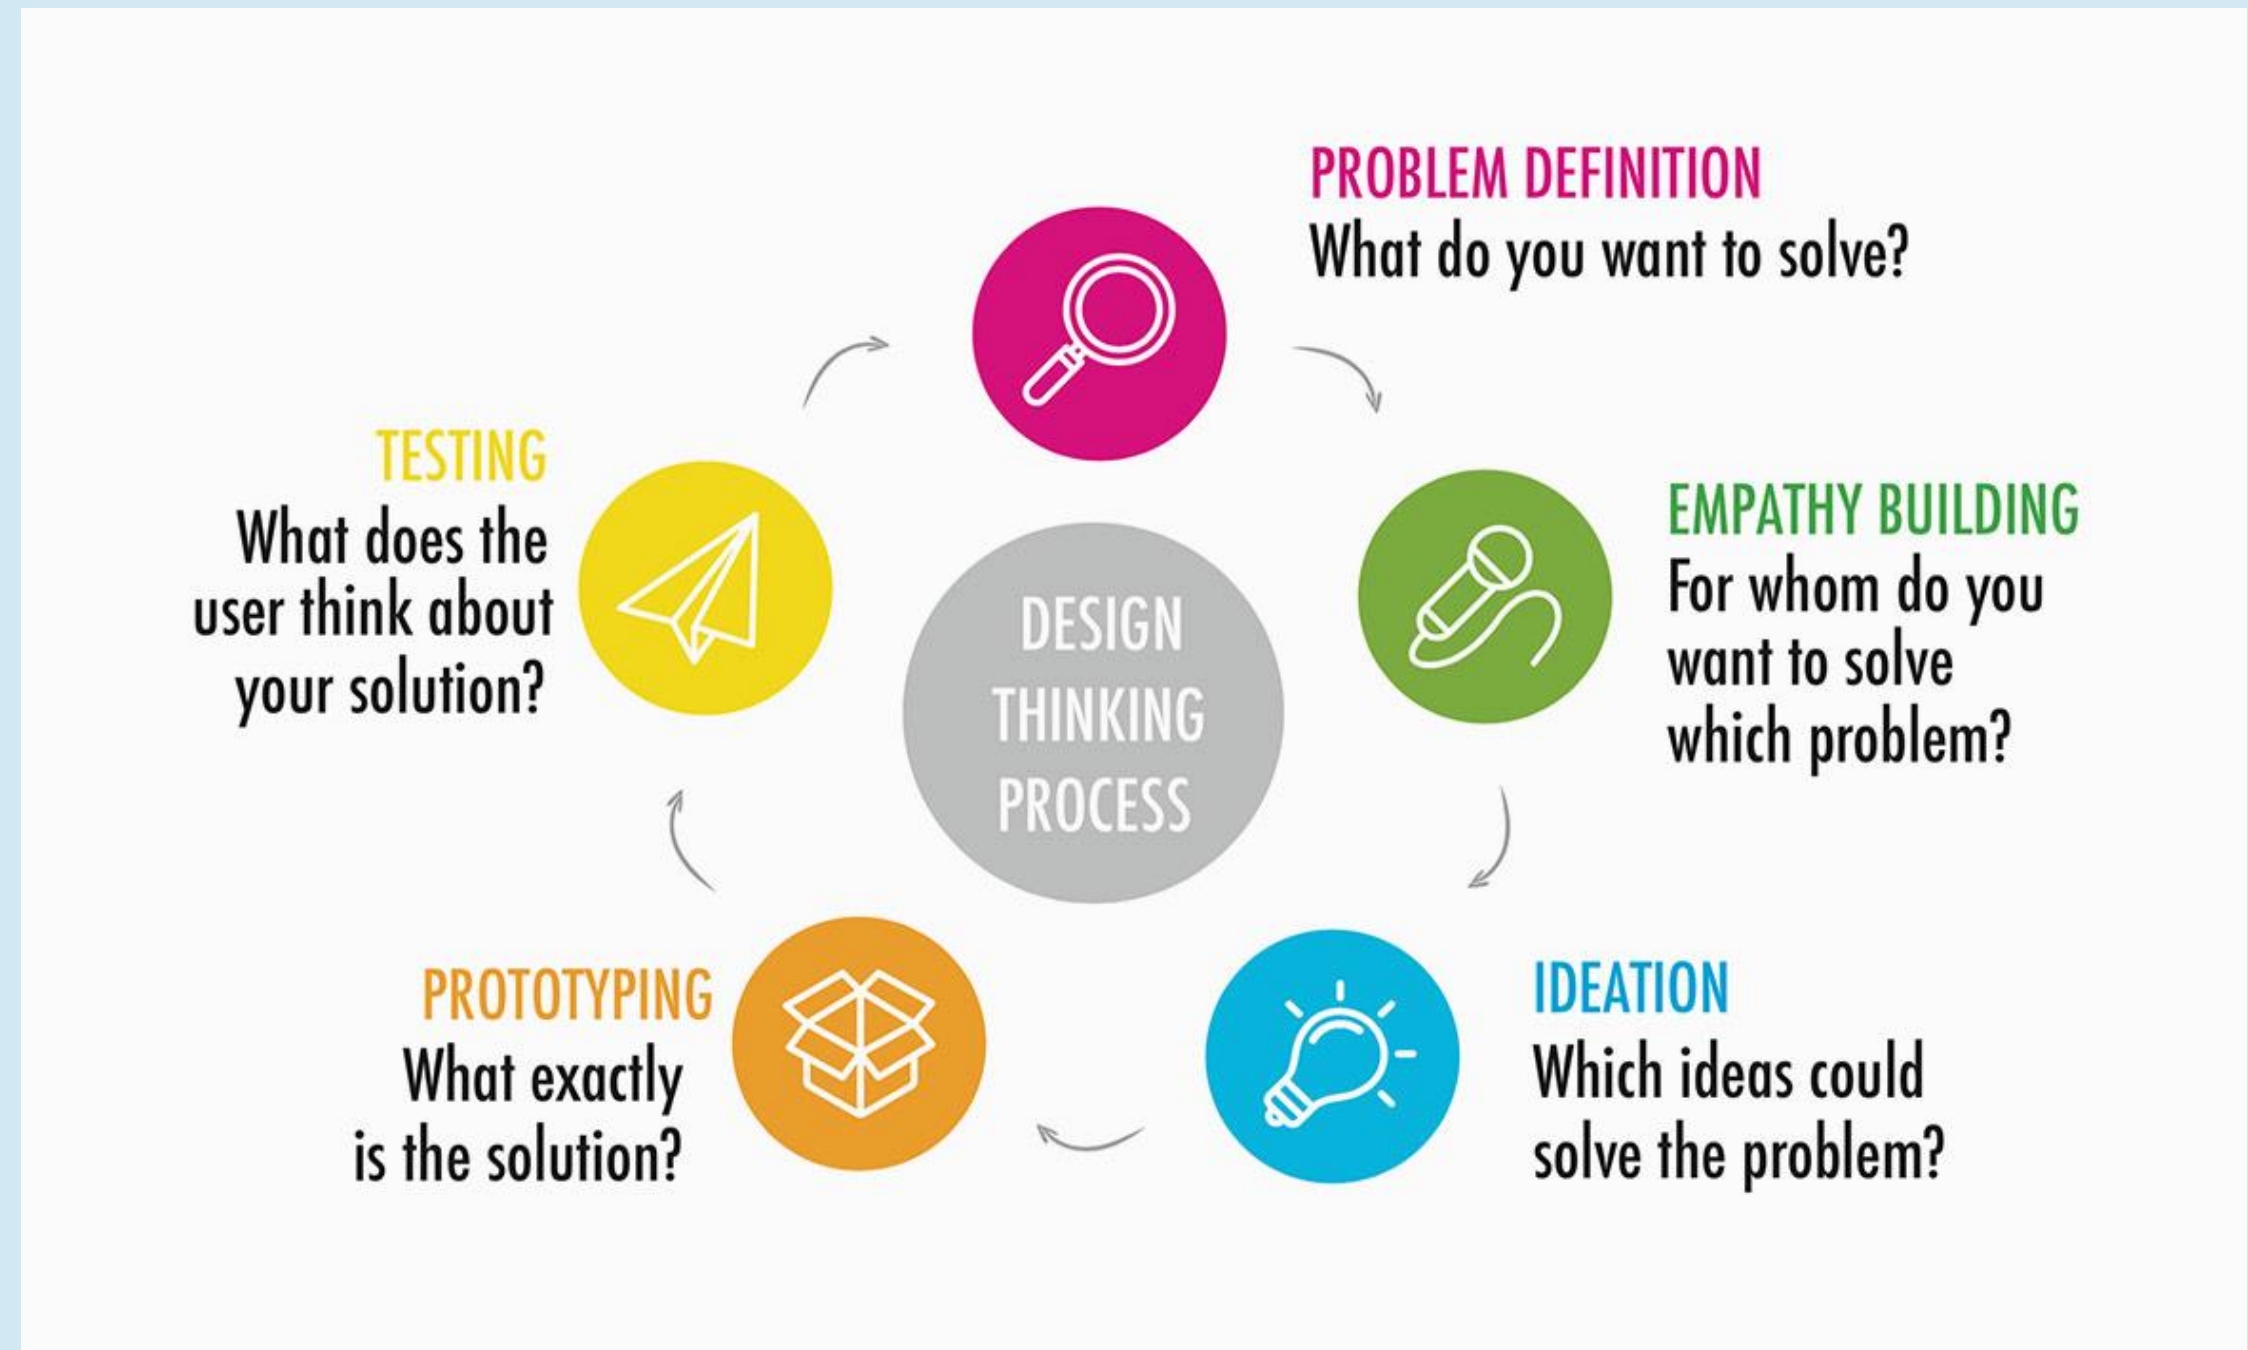 PROBLEM DEFINITION
What do you want to solve?
EMPATHY BUILDING
For whom do you
want to solve
which problem?
IDEATION
Which ideas could
solve the problem?
PROTOTYPING
What exactly
is the solution?
TESTING
What does the
user think about
your solution?
DESIGN
THINKING
PROCESS